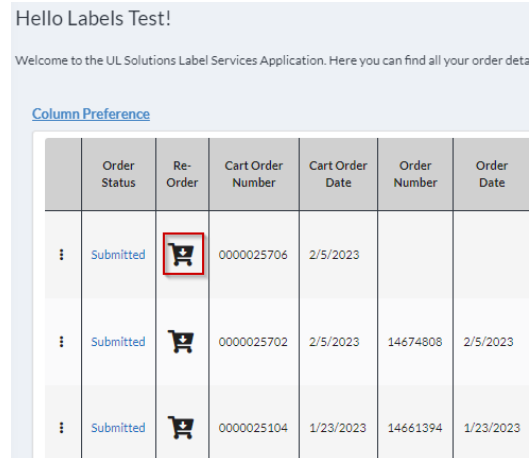 Hello Labels Test!
Welcome to the UL Solutions Label Services Application. Here you can find all your order deta
Column Preference
Order Status Re-Order Cart Order Number Cart Order Date Order Number Order Date
Submitted 0000025706 2/5/2023
Submitted 0000025702 2/5/2023 14674808 2/5/2023
Submitted 0000025104 1/23/2023 14661394 1/23/2023